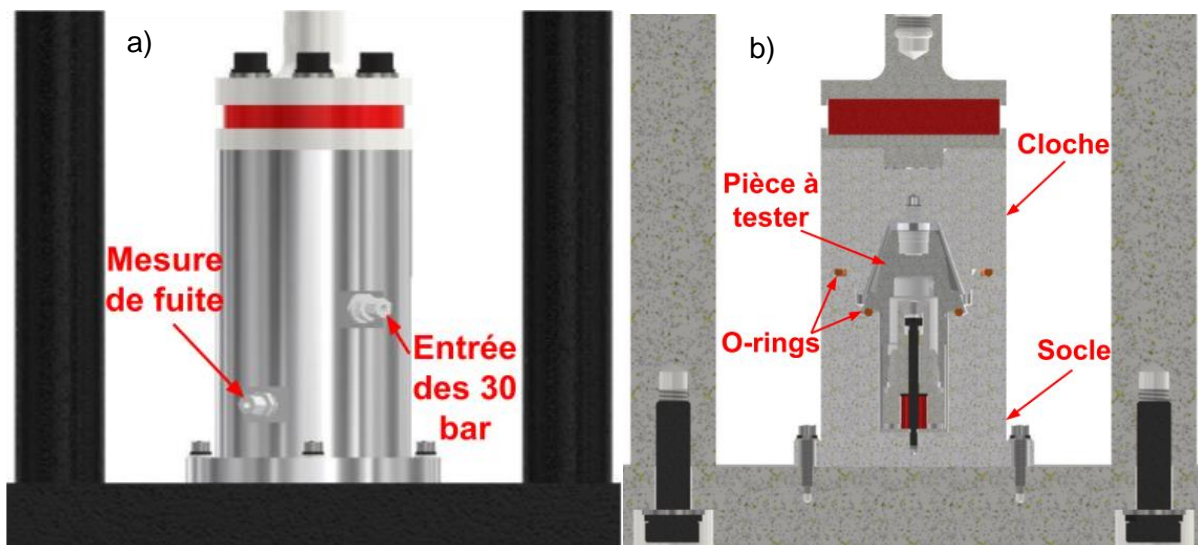 a)
Mesure
de fuite
Entrée
des 30
bar
b)
Cloche
Pièce à
tester
O-rings
Socle